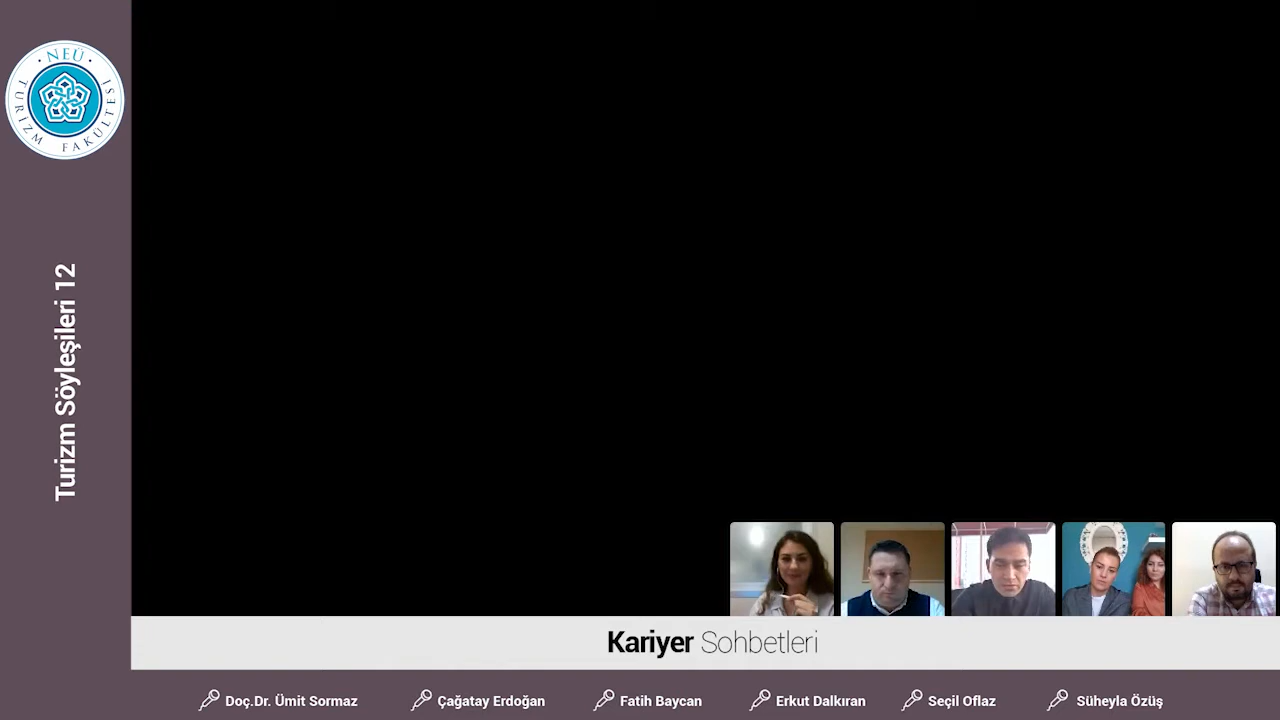 · NEÜ ·
TURİZM FAKÜLTESİ
Turizm Söyleşileri 12
Kariyer Sohbetleri
Doç.Dr. Ümit Sormaz
Çağatay Erdoğan
Fatih Baycan
Erkut Dalkıran
Seçil Oflaz
Süheyla Özüş